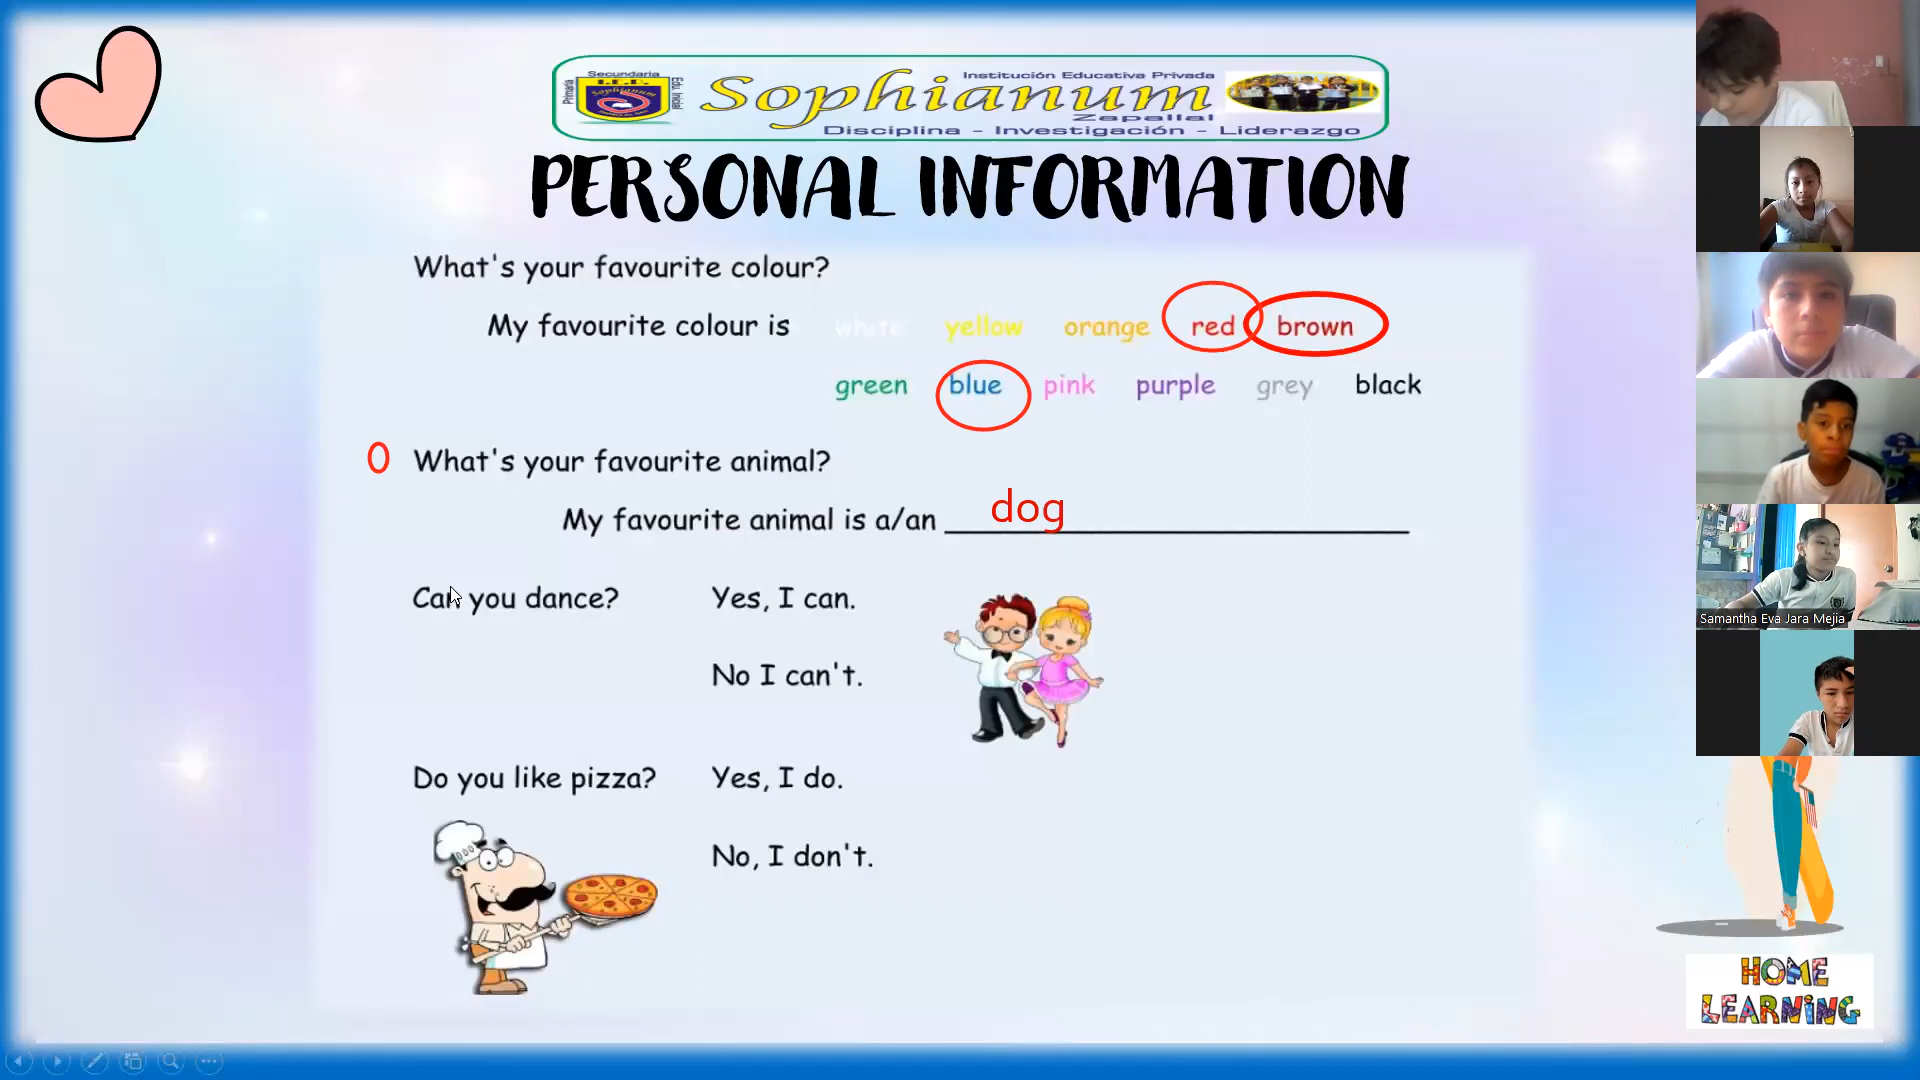 Secundaria
Primaria
I.E.P.
Edu. Inicial
Sophianum
Institución Educativa Privada
Sophianum
Zapallal
Disciplina - Investigación - Liderazgo
PERSONAL INFORMATION
What's your favourite colour?
My favourite colour is white yellow orange red brown
green blue pink purple grey black
0 What's your favourite animal?
My favourite animal is a/an dog
Can you dance? Yes, I can.
No I can't.
Do you like pizza? Yes, I do.
No, I don't.
Samantha Eva Jara Mejia
HOME
LEARNING